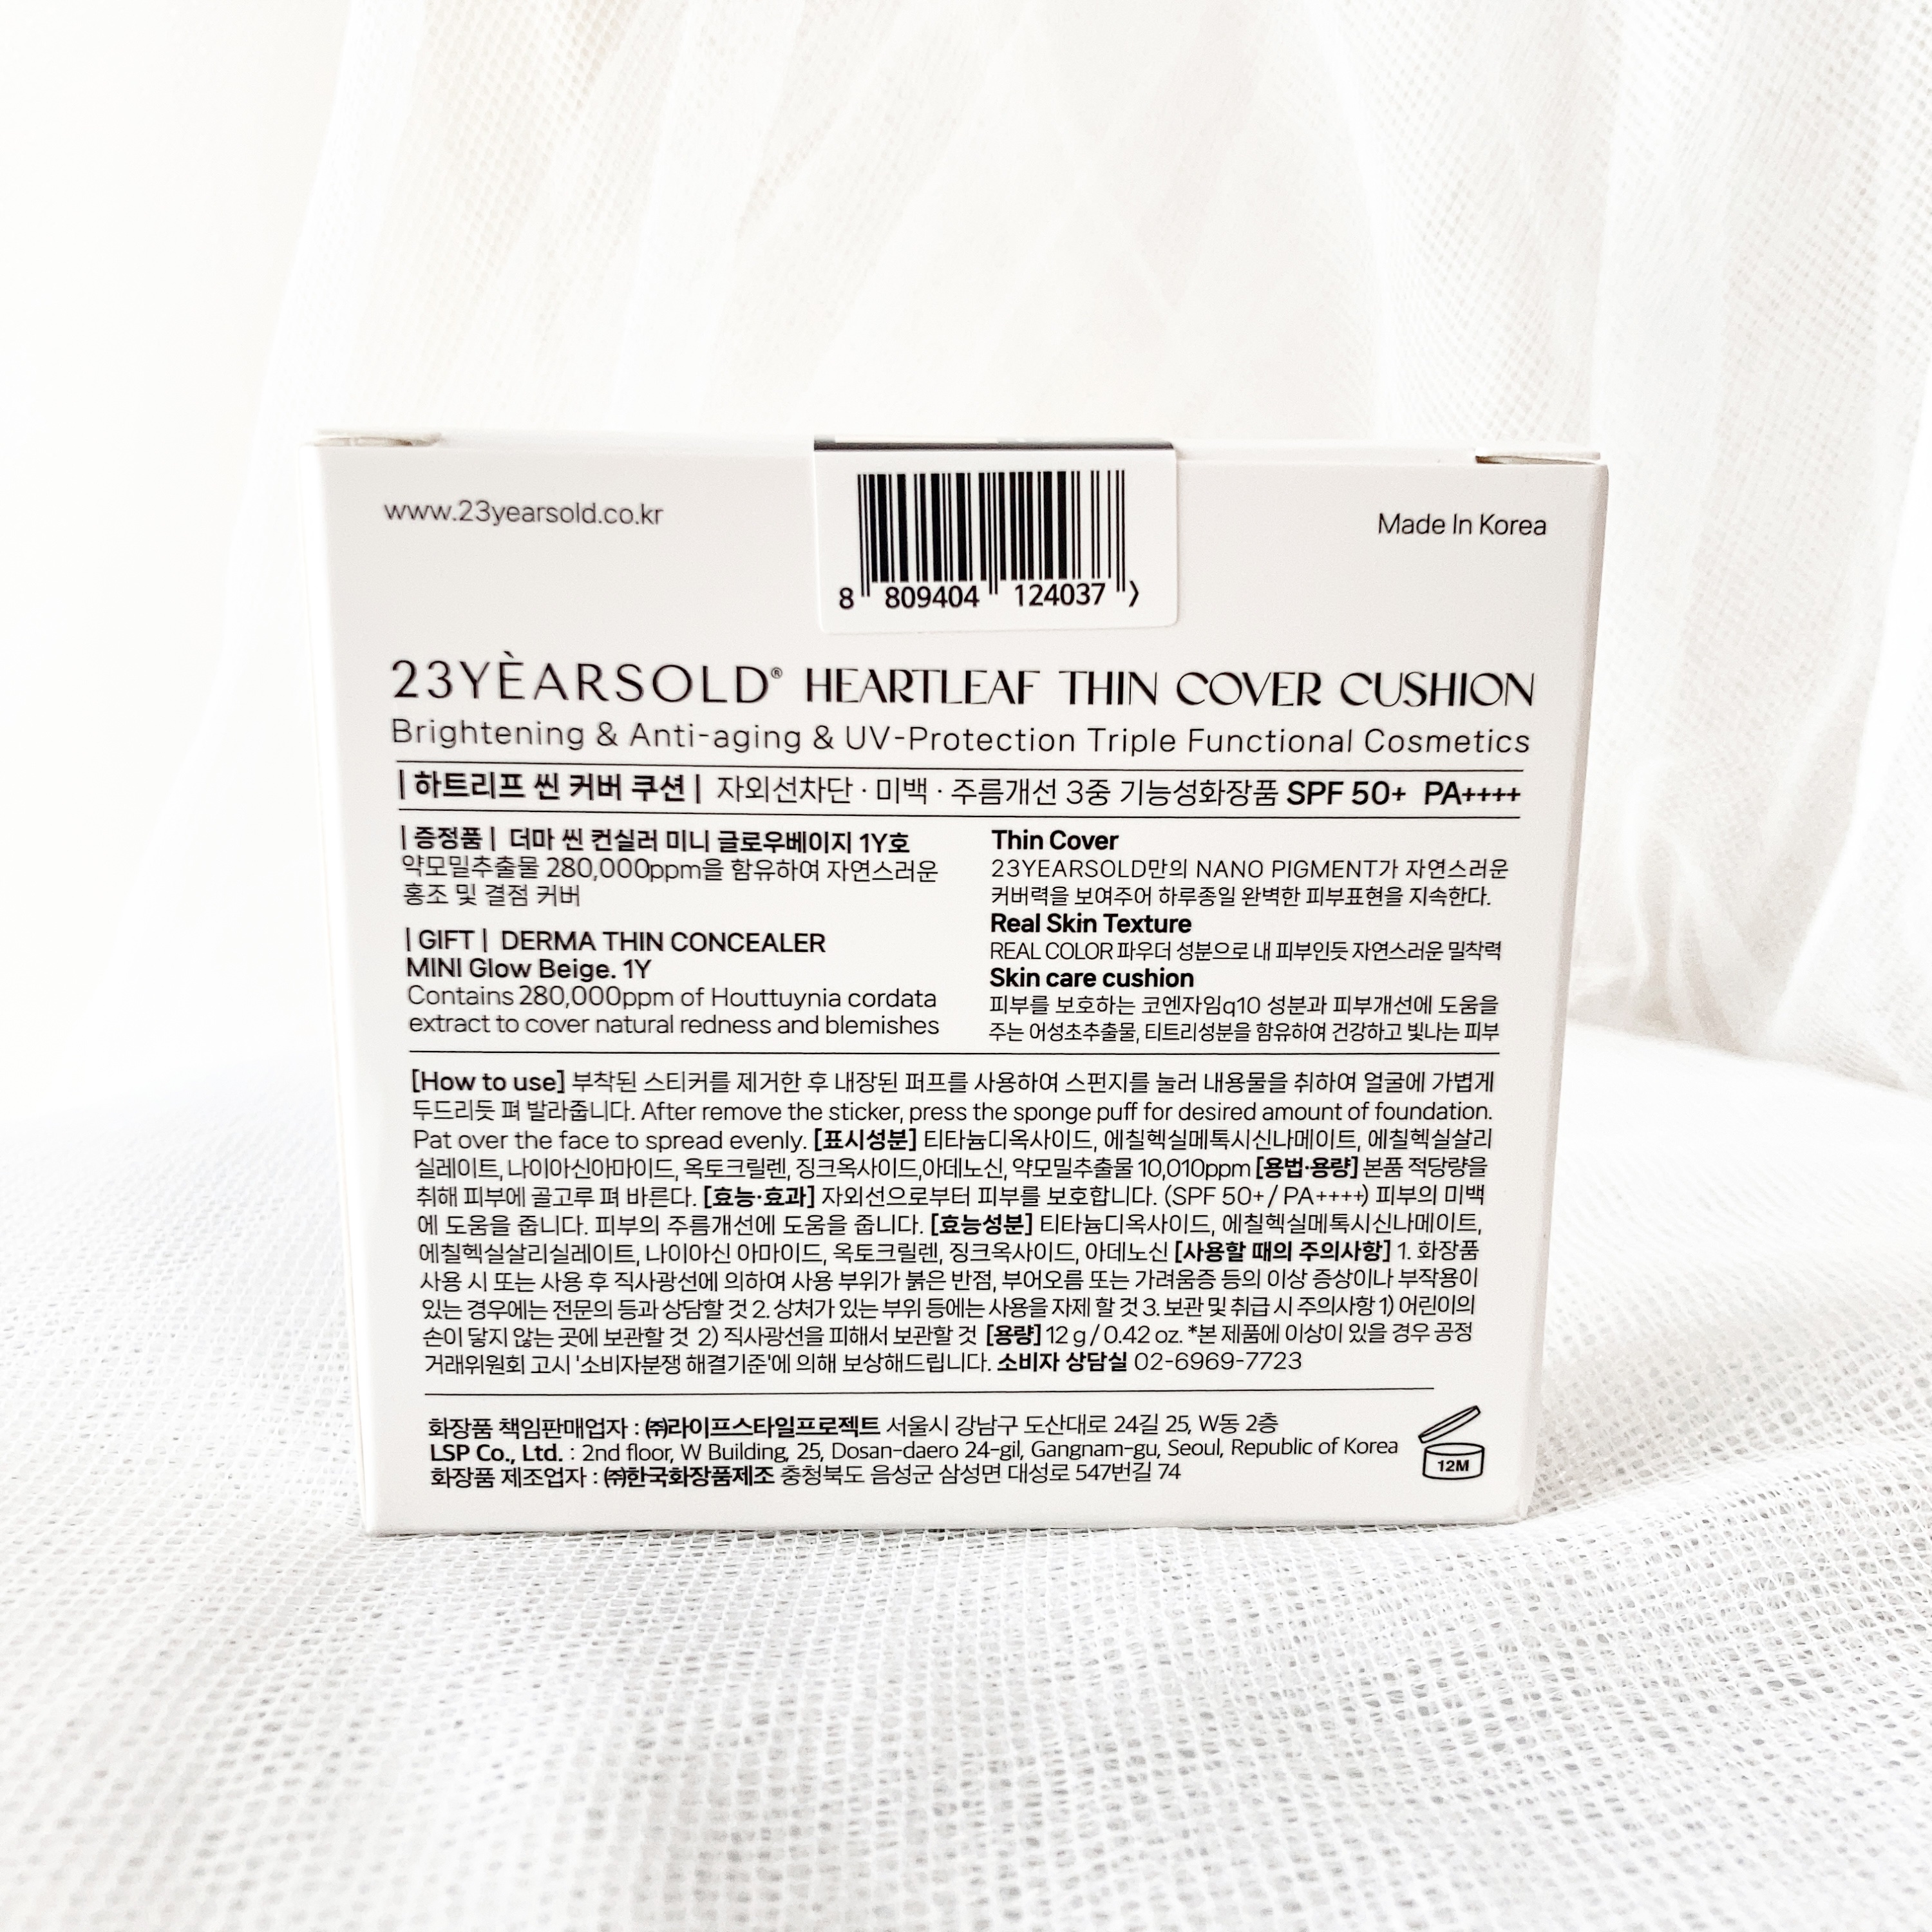 www.23yearsold.co.kr
Made In Korea
8 809404 124037 >
23YÈARSOLD® HEARTLEAF THIN COVER CUSHION
Brightening & Anti-aging & UV-Protection Triple Functional Cosmetics
| 하트리프 씬 커버 쿠션 | 자외선차단 · 미백 · 주름개선 3중 기능성화장품 SPF 50+ PA++++
| 증정품 | 더마 씬 컨실러 미니 글로우베이지 1Y호
약모밀추출물 280,000ppm을 함유하여 자연스러운
홍조 및 결점 커버
| GIFT | DERMA THIN CONCEALER
MINI Glow Beige. 1Y
Contains 280,000ppm of Houttuynia cordata
extract to cover natural redness and blemishes
Thin Cover
23YEARSOLD만의 NANO PIGMENT가 자연스러운
커버력을 보여주어 하루종일 완벽한 피부표현을 지속한다.
Real Skin Texture
REAL COLOR 파우더 성분으로 내 피부인듯 자연스러운 밀착력
Skin care cushion
피부를 보호하는 코엔자임q10 성분과 피부개선에 도움을
주는 어성초추출물, 티트리성분을 함유하여 건강하고 빛나는 피부
[How to use] 부착된 스티커를 제거한 후 내장된 퍼프를 사용하여 스펀지를 눌러 내용물을 취하여 얼굴에 가볍게
두드리듯 펴 발라줍니다. After remove the sticker, press the sponge puff for desired amount of foundation.
Pat over the face to spread evenly. [표시성분] 티타늄디옥사이드, 에칠헥실메톡시신나메이트, 에칠헥실살리
실레이트, 나이아신아마이드, 옥토크릴렌, 징크옥사이드,아데노신, 약모밀추출물 10,010ppm [용법·용량] 본품 적당량을
취해 피부에 골고루 펴 바른다. [효능·효과] 자외선으로부터 피부를 보호합니다. (SPF 50+ / PA++++) 피부의 미백
에 도움을 줍니다. 피부의 주름개선에 도움을 줍니다. [효능성분] 티타늄디옥사이드, 에칠헥실메톡시신나메이트,
에칠헥실살리실레이트, 나이아신 아마이드, 옥토크릴렌, 징크옥사이드, 아데노신 [사용할 때의 주의사항] 1. 화장품
사용 시 또는 사용 후 직사광선에 의하여 사용 부위가 붉은 반점, 부어오름 또는 가려움증 등의 이상 증상이나 부작용이
있는 경우에는 전문의 등과 상담할 것 2. 상처가 있는 부위 등에는 사용을 자제 할 것 3. 보관 및 취급 시 주의사항 1) 어린이의
손이 닿지 않는 곳에 보관할 것 2) 직사광선을 피해서 보관할 것 [용량] 12 g / 0.42 oz. *본 제품에 이상이 있을 경우 공정
거래위원회 고시 '소비자분쟁 해결기준'에 의해 보상해드립니다. 소비자 상담실 02-6969-7723
화장품 책임판매업자 : ㈜라이프스타일프로젝트 서울시 강남구 도산대로 24길 25, W동 2층
LSP Co., Ltd. : 2nd floor, W Building, 25, Dosan-daero 24-gil, Gangnam-gu, Seoul, Republic of Korea
화장품 제조업자 : ㈜한국화장품제조 충청북도 음성군 삼성면 대성로 547번길 74
12M